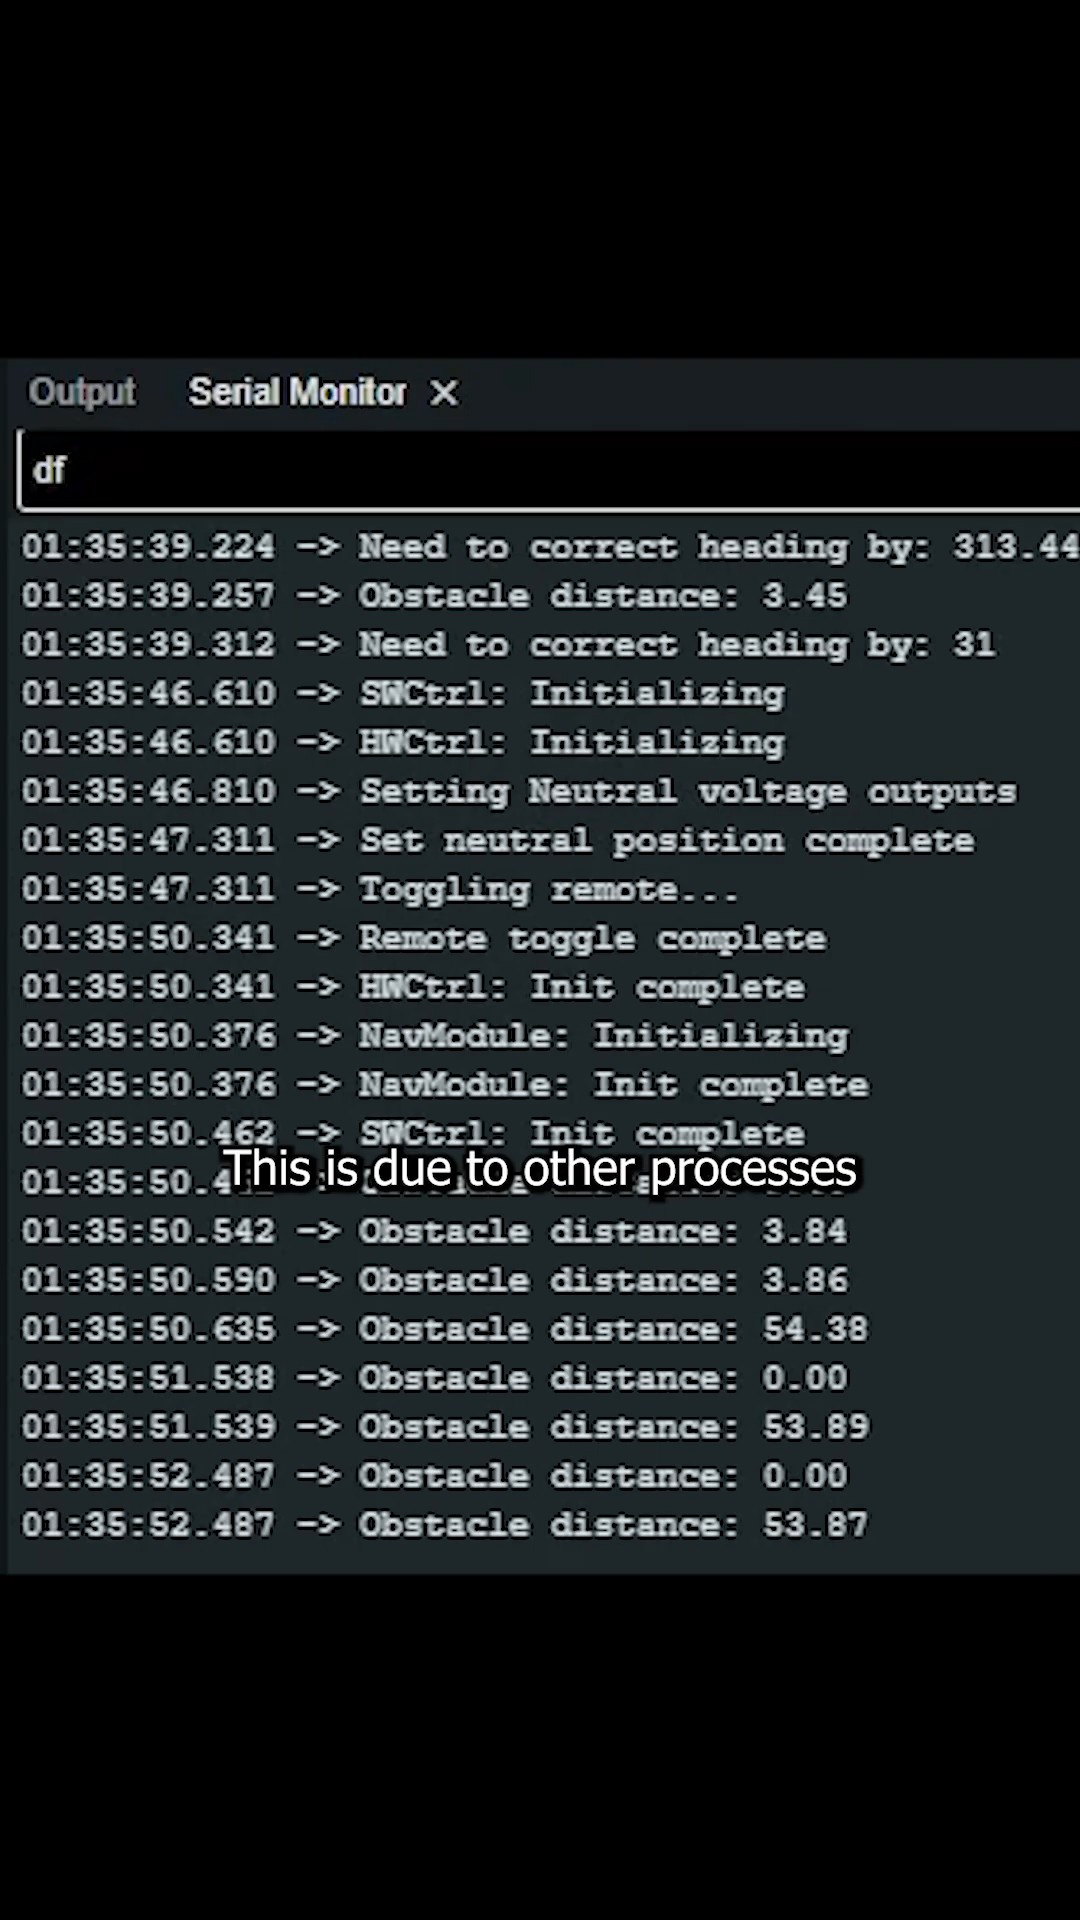 Output Serial Monitor X
df
01:35:39.224 -> Need to correct heading by: 313.44
01:35:39.257 -> Obstacle distance: 3.45
01:35:39.312 -> Need to correct heading by: 31
01:35:46.610 -> SWCtrl: Initializing
01:35:46.610 -> HWCtrl: Initializing
01:35:46.810 -> Setting Neutral voltage outputs
01:35:47.311 -> Set neutral position complete
01:35:47.311 -> Toggling remote...
01:35:50.341 -> Remote toggle complete
01:35:50.341 -> HWCtrl: Init complete
01:35:50.376 -> NavModule: Initializing
01:35:50.376 -> NavModule: Init complete
01:35:50.462 -> SWCtrl: Init complete
This is due to other processes
01:35:50.542 -> Obstacle distance: 3.84
01:35:50.590 -> Obstacle distance: 3.86
01:35:50.635 -> Obstacle distance: 54.38
01:35:51.538 -> Obstacle distance: 0.00
01:35:51.539 -> Obstacle distance: 53.89
01:35:52.487 -> Obstacle distance: 0.00
01:35:52.487 -> Obstacle distance: 53.87